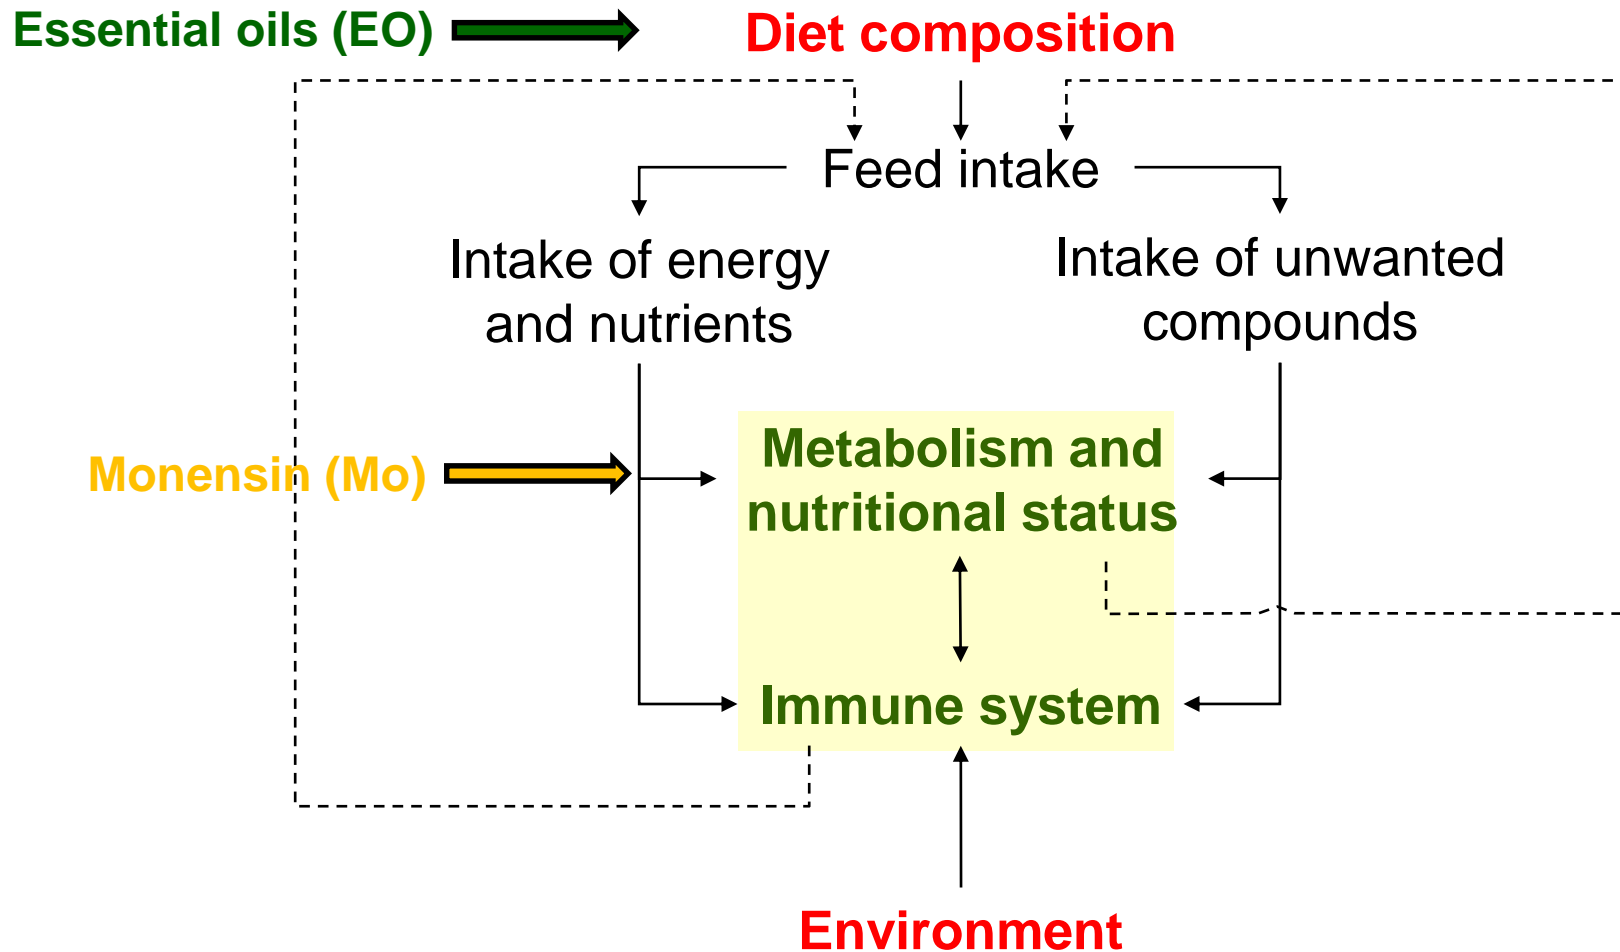 Essential oils (EO)
Diet composition
Feed intake
Intake of energy
and nutrients
Intake of unwanted
compounds
Monensin (Mo)
Metabolism and
nutritional status
Immune system
Environment